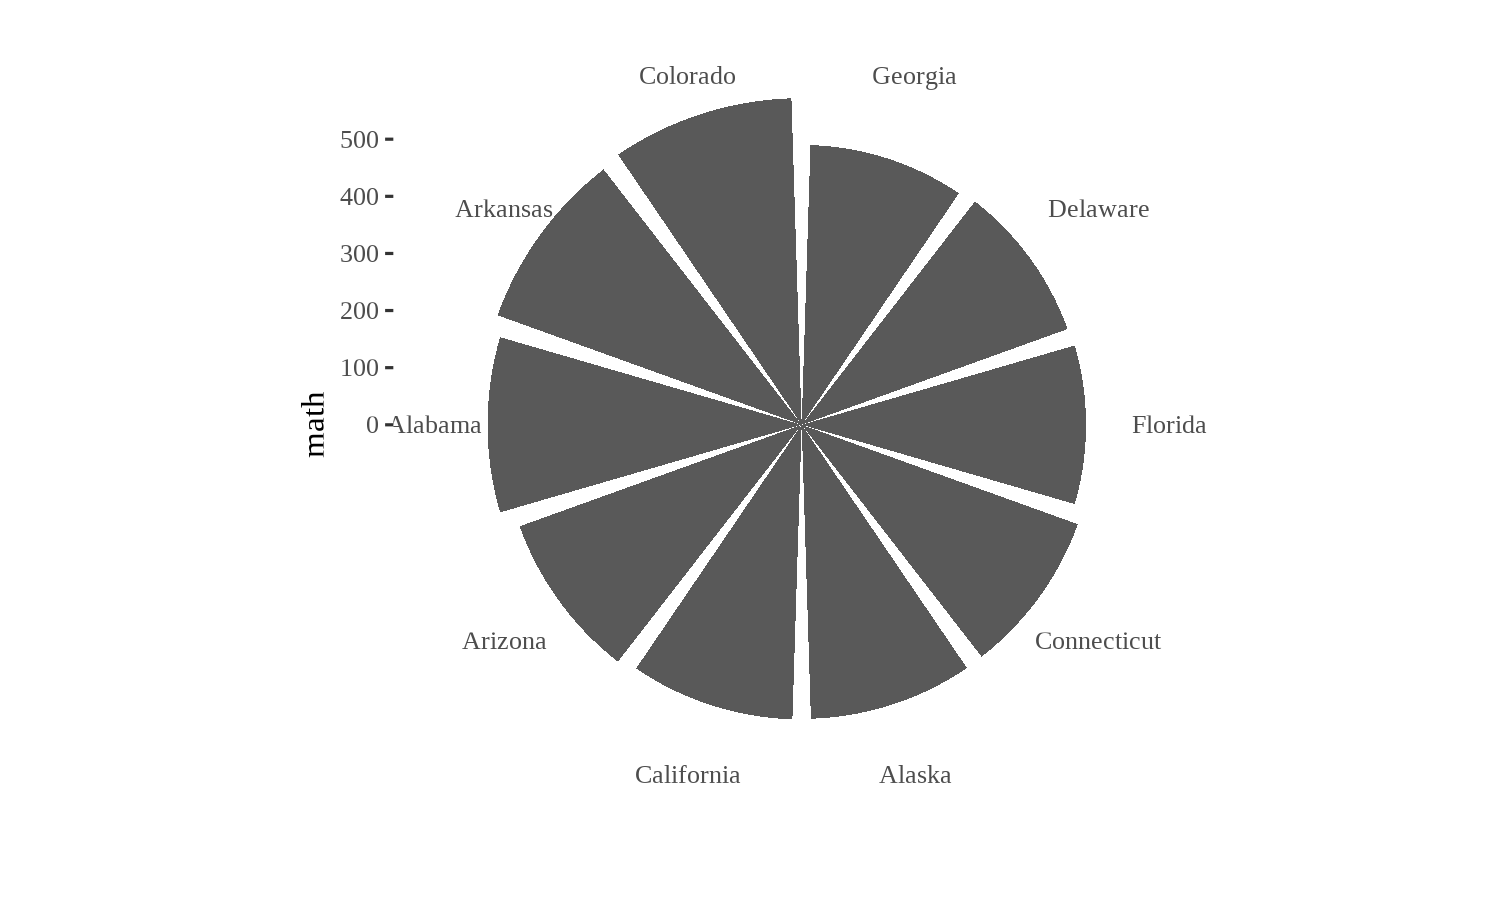 Colorado
Georgia
500
400
Arkansas
Delaware
300
200
100
math
0
Alabama
Florida
Arizona
Connecticut
California
Alaska